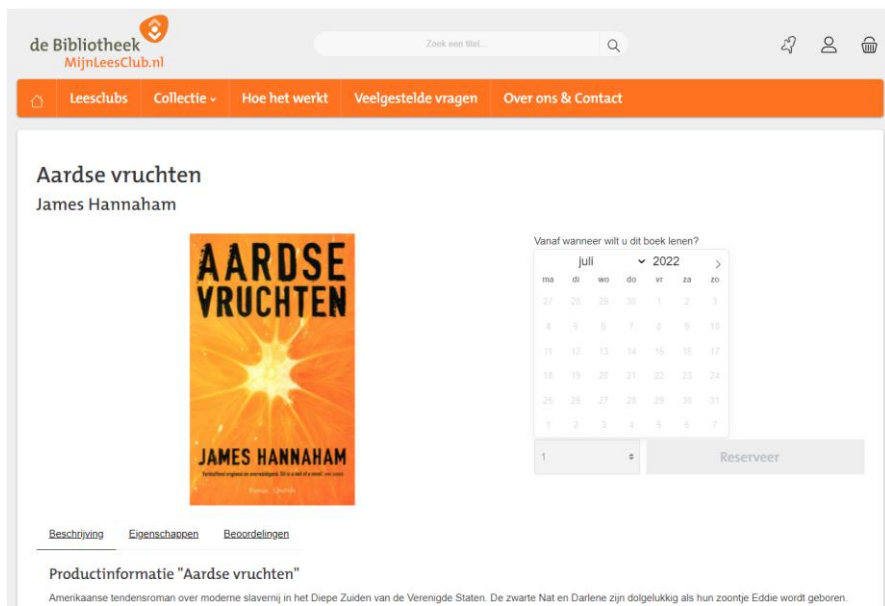 de Bibliotheek
MijnLeesClub.nl
Zoek een titel...
Leesclubs Collectie Hoe het werkt Veelgestelde vragen Over ons & Contact
Aardse vruchten
James Hannaham
AARDSE
VRUCHTEN
JAMES HANNAHAM
Roman Querido
Vanaf wanneer wilt u dit boek lenen?
juli 2022
ma di wo do vr za zo
27 28 29 30 1 2 3
4 5 6 7 8 9 10
11 12 13 14 15 16 17
18 19 20 21 22 23 24
25 26 27 28 29 30 31
1 2 3 4 5 6 7
1 Reserveer
Beschrijving Eigenschappen Beoordelingen
Productinformatie "Aardse vruchten"
Amerikaanse tendensroman over moderne slavernij in het Diepe Zuiden van de Verenigde Staten. De zwarte Nat en Darlene zijn dolgelukkig als hun zoontje Eddie wordt geboren.